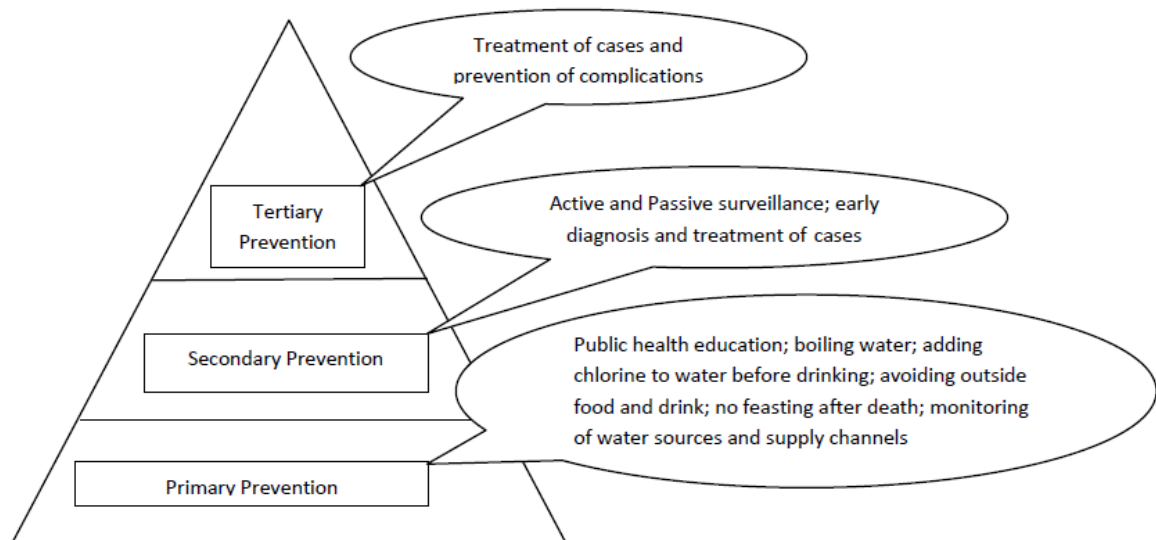 Treatment of cases and
prevention of complications
Tertiary
Prevention
Active and Passive surveillance; early
diagnosis and treatment of cases
Secondary Prevention
Public health education; boiling water; adding
chlorine to water before drinking; avoiding outside
food and drink; no feasting after death; monitoring
of water sources and supply channels
Primary Prevention